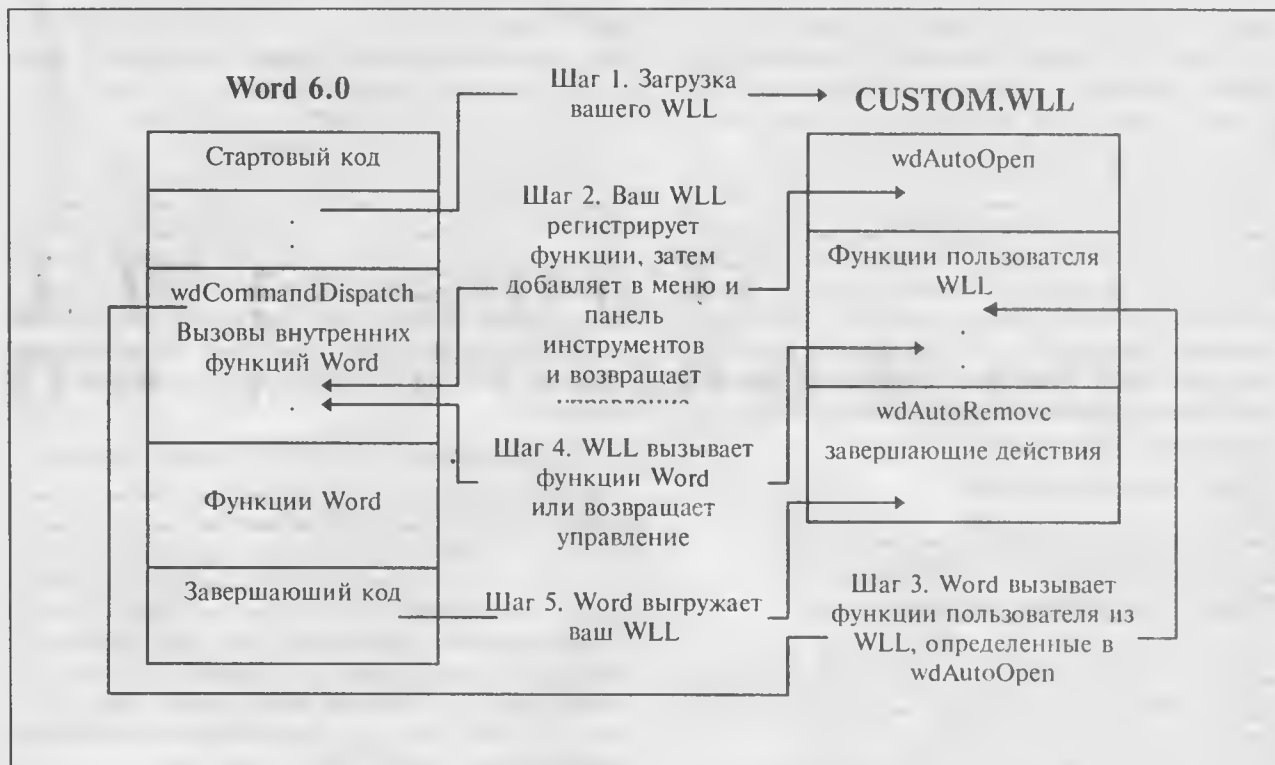 Word 6.0
Стартовый код
wdCommandDispatch
Вызовы внутренних
функций Word
Функции Word
Завершаюший код
Шаг 1. Загрузка
вашего WLL
Шаг 2. Ваш WLL
регистрирует
функции, затем
добавляет в меню и
панель
инструментов
и возвращает
управление
Шаг 4. WLL вызывает
функции Word
или возвращает
управление
Шаг 5. Word выгружает
ваш WLL
CUSTOM.WLL
wdAutoOpen
Функции пользователя
WLL
wdAutoRemove
завершающие действия
Шаг 3. Word вызывает
функции пользователя из
WLL, определенные в
wdAutoOpen